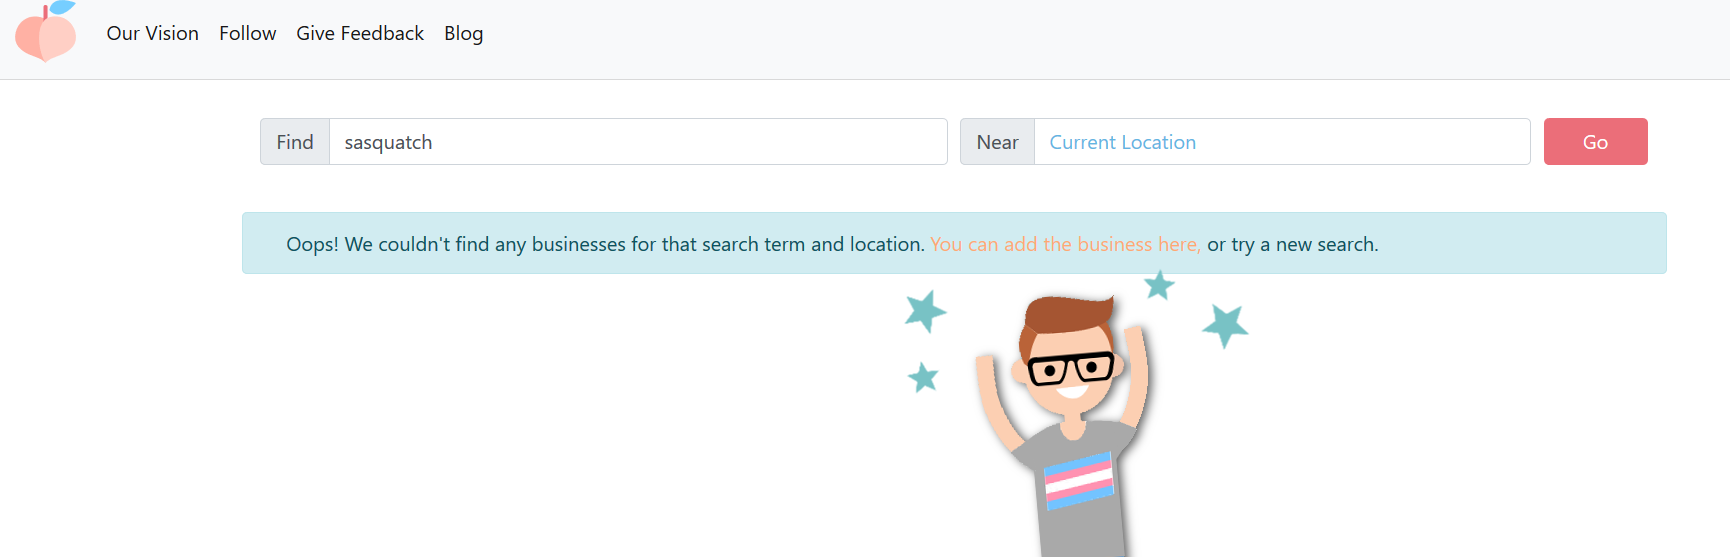 Our Vision Follow Give Feedback Blog
Find sasquatch Near Current Location Go
Oops! We couldn't find any businesses for that search term and location. You can add the business here, or try a new search.